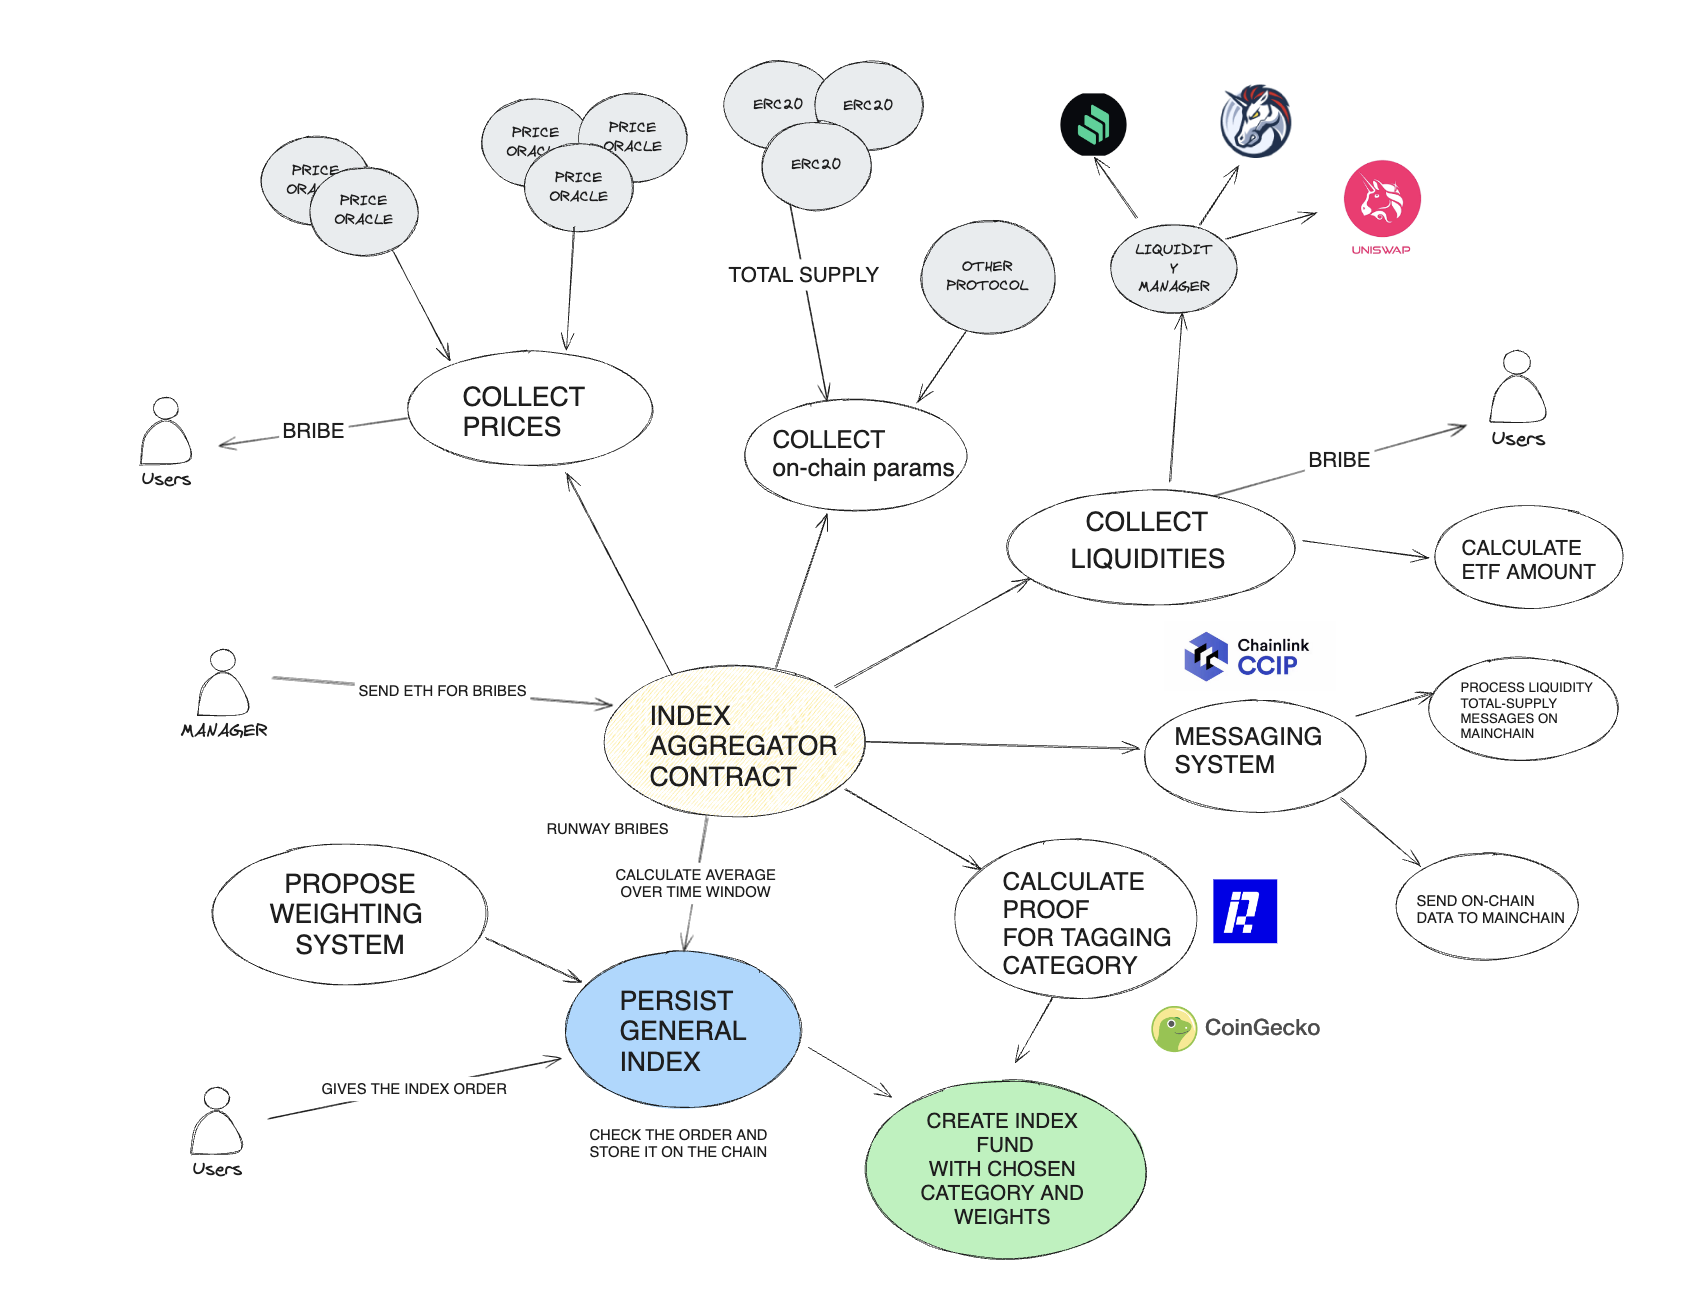 ERC20
ERC20
ERC20
PRICE
ORACLE
PRICE
ORACLE
PRICE
ORACLE
PRICE
PRICE
ORACLE
TOTAL SUPPLY
OTHER
PROTOCOL
LIQUIDIT
Y
MANAGER
UNISWAP
COLLECT
PRICES
BRIBE
Users
COLLECT
on-chain params
BRIBE
Users
COLLECT
LIQUIDITIES
CALCULATE
ETF AMOUNT
Chainlink
CCIP
MANAGER
SEND ETH FOR BRIBES
INDEX
AGGREGATOR
CONTRACT
MESSAGING
SYSTEM
PROCESS LIQUIDITY
TOTAL-SUPPLY
MESSAGES ON
MAINCHAIN
RUNWAY BRIBES
CALCULATE AVERAGE
OVER TIME WINDOW
PROPOSE
WEIGHTING
SYSTEM
CALCULATE
PROOF
FOR TAGGING
CATEGORY
SEND ON-CHAIN
DATA TO MAINCHAIN
PERSIST
GENERAL
INDEX
CoinGecko
GIVES THE INDEX ORDER
Users
CHECK THE ORDER AND
STORE IT ON THE CHAIN
CREATE INDEX
FUND
WITH CHOSEN
CATEGORY AND
WEIGHTS